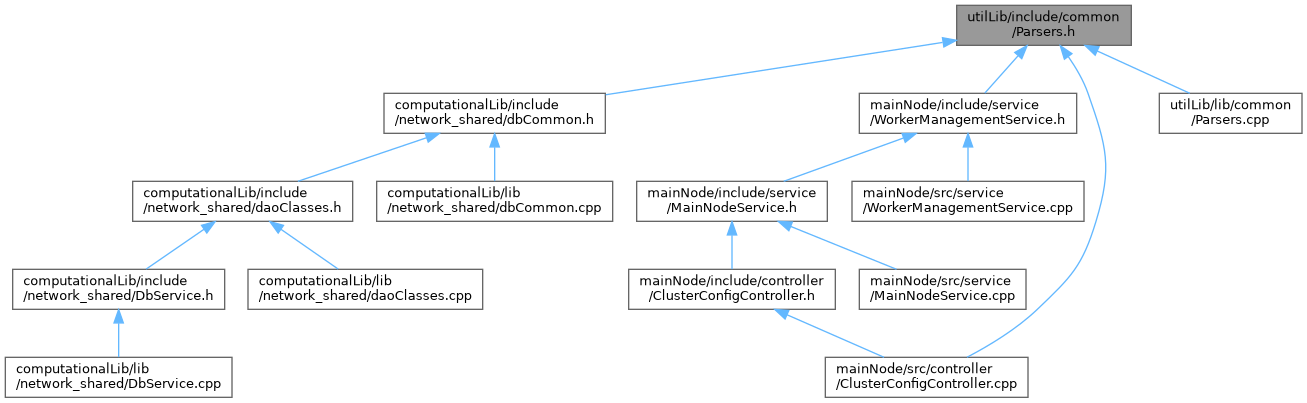 utilLib/include/common
/Parsers.h
computationalLib/include
/network_shared/dbCommon.h
mainNode/include/service
/WorkerManagementService.h
utilLib/lib/common
/Parsers.cpp
computationalLib/include
/network_shared/daoClasses.h
computationalLib/lib
/network_shared/dbCommon.cpp
mainNode/include/service
/MainNodeService.h
mainNode/src/service
/WorkerManagementService.cpp
computationalLib/include
/network_shared/DbService.h
computationalLib/lib
/network_shared/daoClasses.cpp
mainNode/include/controller
/ClusterConfigController.h
mainNode/src/service
/MainNodeService.cpp
computationalLib/lib
/network_shared/DbService.cpp
mainNode/src/controller
/ClusterConfigController.cpp